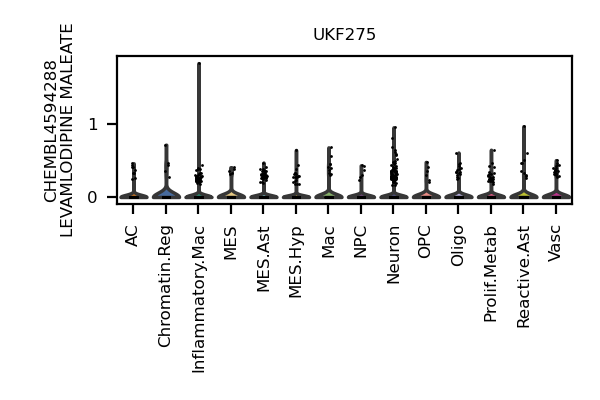 UKF275
CHEMBL4594288
LEVAMLODIPINE MALEATE
1
0
AC
Chromatin.Reg
Inflammatory.Mac
MES
MES.Ast
MES.Hyp
Mac
NPC
Neuron
OPC
Oligo
Prolif.Metab
Reactive.Ast
Vasc